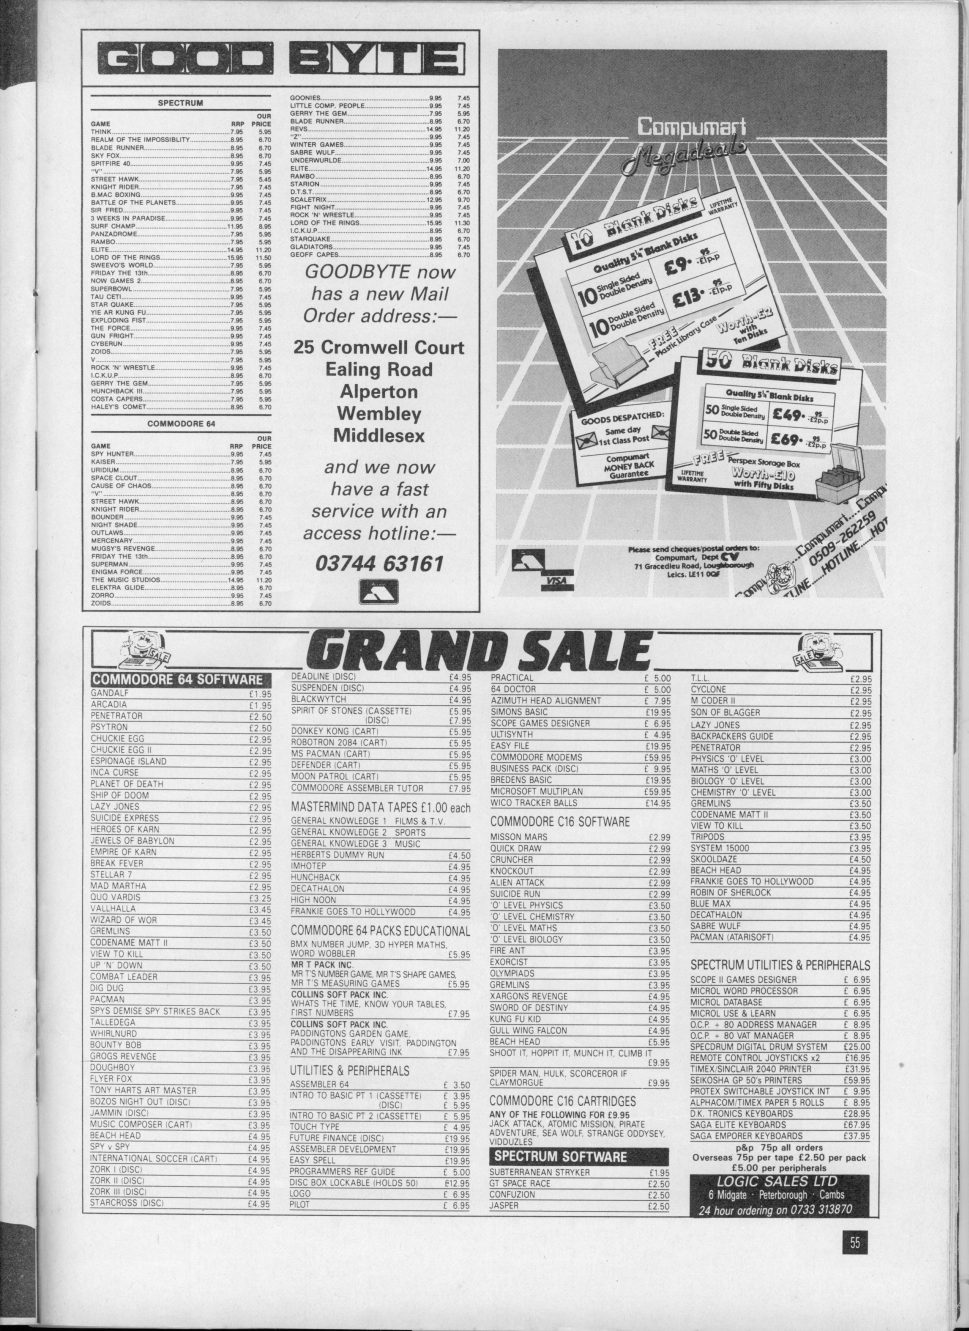 GOOD BYTE
SPECTRUM
OUR
GAME RRP PRICE
THINK 7.95 5.95
REALM OF THE IMPOSSIBLITY 8.95 6.70
BLADE RUNNER 8.95 6.70
SKY FOX 8.95 6.70
SPITFIRE 40 9.95 7.45
"V" 7.95 5.95
STREET HAWK 7.95 5.45
KNIGHT RIDER 7.95 7.45
B.MAC BOXING 9.95 7.45
BATTLE OF THE PLANETS 9.95 7.45
SIR FRED 9.95 7.45
3 WEEKS IN PARADISE 9.95 7.45
SURF CHAMP 11.95 8.95
PANZADROME 7.95 5.95
RAMBO 7.95 5.95
ELITE 14.95 11.20
LORD OF THE RINGS 15.95 11.50
SWEEVO'S WORLD 7.95 5.95
FRIDAY THE 13th 8.95 6.70
NOW GAMES 2 8.95 6.70
SUPERBOWL 7.95 5.95
TAU CETI 9.95 7.45
STAR QUAKE 7.95 5.95
YIE AR KUNG FU 7.95 5.95
EXPLODING FIST 7.95 5.95
THE FORCE 9.95 7.45
GUN FRIGHT 9.95 7.45
CYBERUN 9.95 7.45
ZOIDS 7.95 5.95
V 7.95 5.95
ROCK 'N' WRESTLE 9.95 7.45
I.C.K.U.P 8.95 6.70
GERRY THE GEM 7.95 5.95
HUNCHBACK III 7.95 5.95
COSTA CAPERS 7.95 5.95
HALEY'S COMET 8.95 6.70
COMMODORE 64
OUR
GAME RRP PRICE
SPY HUNTER 9.95 7.45
KAISER 7.95 5.95
URIDIUM 8.95 6.70
SPACE CLOUT 8.95 6.70
CAUSE OF CHAOS 8.95 6.70
"V" 8.95 6.70
STREET HAWK 8.95 6.70
KNIGHT RIDER 8.95 6.70
BOUNDER 9.95 7.45
NIGHT SHADE 9.95 7.45
OUTLAWS 9.95 7.45
MERCENARY 9.95 7.45
MUGSY'S REVENGE 8.95 6.70
FRIDAY THE 13th 8.95 6.70
SUPERMAN 9.95 7.45
ENIGMA FORCE 9.95 7.45
THE MUSIC STUDIOS 14.95 11.20
ELEKTRA GLIDE 8.95 6.70
ZORRO 9.95 7.45
ZOIDS 8.95 6.70
GOONIES 9.95 7.45
LITTLE COMP. PEOPLE 9.95 7.45
GERRY THE GEM 7.95 5.95
BLADE RUNNER 8.95 6.70
REVS 14.95 11.20
"Z" 9.95 7.45
WINTER GAMES 9.95 7.45
SABRE WULF 9.95 7.45
UNDERWURLDE 9.95 7.00
ELITE 14.95 11.20
RAMBO 8.95 6.70
STARION 9.95 7.45
D.T.S.T. 8.95 6.70
SCALETRIX 12.95 9.70
FIGHT NIGHT 9.95 7.45
ROCK 'N' WRESTLE 9.95 7.45
LORD OF THE RINGS 15.95 11.30
I.C.K.U.P 8.95 6.70
STARQUAKE 8.95 6.70
GLADIATORS 9.95 7.45
GEOFF CAPES 8.95 6.70
GOODBYTE now
has a new Mail
Order address:—
25 Cromwell Court
Ealing Road
Alperton
Wembley
Middlesex
and we now
have a fast
service with an
access hotline:—
03744 63161
Compumart
Megadeals
10 Blank Disks
LIFETIME
WARRANTY
Quality 5¼" Blank Disks
10 Single Sided Double Density £9.95 +£1p.p
10 Double Sided Double Density £13.95 +£1p.p
FREE Plastic Library Case
Worth-£2
with
Ten Disks
50 Blank Disks
Quality 5¼" Blank Disks
50 Single Sided Double Density £49.95 +£2p.p
50 Double Sided Double Density £69.95 +£2p.p
FREE Perspex Storage Box
LIFETIME
WARRANTY
Worth-£10
with Fifty Disks
GOODS DESPATCHED:
Same day
1st Class Post
Compumart
MONEY BACK
Guarantee
Please send cheques/postal orders to:
Compumart, Dept CV
71 Gracedieu Road, Loughborough
Leics. LE11 0QF
VISA
Compumart....Compu
0509-262259
HOTLINE....HOT
GRAND SALE
SALE
SALE
COMMODORE 64 SOFTWARE
GANDALF £1.95
ARCADIA £1.95
PENETRATOR £2.50
PSYTRON £2.50
CHUCKIE EGG £2.95
CHUCKIE EGG II £2.95
ESPIONAGE ISLAND £2.95
INCA CURSE £2.95
PLANET OF DEATH £2.95
SHIP OF DOOM £2.95
LAZY JONES £2.95
SUICIDE EXPRESS £2.95
HEROES OF KARN £2.95
JEWELS OF BABYLON £2.95
EMPIRE OF KARN £2.95
BREAK FEVER £2.95
STELLAR 7 £2.95
MAD MARTHA £2.95
QUO VARDIS £3.25
VALLHALLA £3.45
WIZARD OF WOR £3.45
GREMLINS £3.50
CODENAME MATT II £3.50
VIEW TO KILL £3.50
UP 'N' DOWN £3.50
COMBAT LEADER £3.95
DIG DUG £3.95
PACMAN £3.95
SPYS DEMISE SPY STRIKES BACK £3.95
TALLEDEGA £3.95
WHIRLNURD £3.95
BOUNTY BOB £3.95
GROGS REVENGE £3.95
DOUGHBOY £3.95
FLYER FOX £3.95
TONY HARTS ART MASTER £3.95
BOZOS NIGHT OUT (DISC) £3.95
JAMMIN (DISC) £3.95
MUSIC COMPOSER (CART) £3.95
BEACH HEAD £4.95
SPY v SPY £4.95
INTERNATIONAL SOCCER (CART) £4.95
ZORK I (DISC) £4.95
ZORK II (DISC) £4.95
ZORK III (DISC) £4.95
STARCROSS (DISC) £4.95
DEADLINE (DISC) £4.95
SUSPENDEN (DISC) £4.95
BLACKWYTCH £4.95
SPIRIT OF STONES (CASSETTE) £5.95
(DISC) £7.95
DONKEY KONG (CART) £5.95
ROBOTRON 2084 (CART) £5.95
MS PACMAN (CART) £5.95
DEFENDER (CART) £5.95
MOON PATROL (CART) £5.95
COMMODORE ASSEMBLER TUTOR £7.95
MASTERMIND DATA TAPES £1.00 each
GENERAL KNOWLEDGE 1 FILMS & T.V.
GENERAL KNOWLEDGE 2 SPORTS
GENERAL KNOWLEDGE 3 MUSIC
HERBERTS DUMMY RUN £4.50
IMHOTEP £4.95
HUNCHBACK £4.95
DECATHALON £4.95
HIGH NOON £4.95
FRANKIE GOES TO HOLLYWOOD £4.95
COMMODORE 64 PACKS EDUCATIONAL
BMX NUMBER JUMP, 3D HYPER MATHS,
WORD WOBBLER £5.95
MR T PACK INC.
MR T'S NUMBER GAME, MR T'S SHAPE GAMES,
MR T'S MEASURING GAMES £5.95
COLLINS SOFT PACK INC.
WHATS THE TIME, KNOW YOUR TABLES,
FIRST NUMBERS £7.95
COLLINS SOFT PACK INC.
PADDINGTONS GARDEN GAME,
PADDINGTONS EARLY VISIT, PADDINGTON
AND THE DISAPPEARING INK £7.95
UTILITIES & PERIPHERALS
ASSEMBLER 64 £ 3.50
INTRO TO BASIC PT 1 (CASSETTE) £ 3.95
(DISC) £ 5.95
INTRO TO BASIC PT 2 (CASSETTE) £ 5.95
TOUCH TYPE £ 4.95
FUTURE FINANCE (DISC) £19.95
ASSEMBLER DEVELOPMENT £19.95
EASY SPELL £19.95
PROGRAMMERS REF GUIDE £ 5.00
DISC BOX LOCKABLE (HOLDS 50) £12.95
LOGO £ 6.95
PILOT £ 6.95
PRACTICAL £ 5.00
64 DOCTOR £ 5.00
AZIMUTH HEAD ALIGNMENT £ 7.95
SIMONS BASIC £19.95
SCOPE GAMES DESIGNER £ 6.95
ULTISYNTH £ 4.95
EASY FILE £19.95
COMMODORE MODEMS £59.95
BUSINESS PACK (DISC) £ 9.95
BREDENS BASIC £19.95
MICROSOFT MULTIPLAN £59.95
WICO TRACKER BALLS £14.95
COMMODORE C16 SOFTWARE
MISSON MARS £2.99
QUICK DRAW £2.99
CRUNCHER £2.99
KNOCKOUT £2.99
ALIEN ATTACK £2.99
SUICIDE RUN £2.99
'O' LEVEL PHYSICS £3.50
'O' LEVEL CHEMISTRY £3.50
'O' LEVEL MATHS £3.50
'O' LEVEL BIOLOGY £3.50
FIRE ANT £3.95
EXORCIST £3.95
OLYMPIADS £3.95
GREMLINS £3.95
XARGONS REVENGE £4.95
SWORD OF DESTINY £4.95
KUNG FU KID £4.95
GULL WING FALCON £4.95
BEACH HEAD £5.95
SHOOT IT, HOPPIT IT, MUNCH IT, CLIMB IT
£9.95
SPIDER MAN, HULK, SCORCEROR IF
CLAYMORGUE £9.95
COMMODORE C16 CARTRIDGES
ANY OF THE FOLLOWING FOR £9.95
JACK ATTACK, ATOMIC MISSION, PIRATE
ADVENTURE, SEA WOLF, STRANGE ODDYSEY,
VIDDUZLES
SPECTRUM SOFTWARE
SUBTERRANEAN STRYKER £1.95
GT SPACE RACE £2.50
CONFUZION £2.50
JASPER £2.50
T.L.L. £2.95
CYCLONE £2.95
M CODER II £2.95
SON OF BLAGGER £2.95
LAZY JONES £2.95
BACKPACKERS GUIDE £2.95
PENETRATOR £2.95
PHYSICS 'O' LEVEL £3.00
MATHS 'O' LEVEL £3.00
BIOLOGY 'O' LEVEL £3.00
CHEMISTRY 'O' LEVEL £3.00
GREMLINS £3.50
CODENAME MATT II £3.50
VIEW TO KILL £3.50
TRIPODS £3.95
SYSTEM 15000 £3.95
SKOOLDAZE £4.50
BEACH HEAD £4.95
FRANKIE GOES TO HOLLYWOOD £4.95
ROBIN OF SHERLOCK £4.95
BLUE MAX £4.95
DECATHALON £4.95
SABRE WULF £4.95
PACMAN (ATARISOFT) £4.95
SPECTRUM UTILITIES & PERIPHERALS
SCOPE II GAMES DESIGNER £ 6.95
MICROL WORD PROCESSOR £ 6.95
MICROL DATABASE £ 6.95
MICROL USE & LEARN £ 6.95
O.C.P. + 80 ADDRESS MANAGER £ 8.95
O.C.P. + 80 VAT MANAGER £ 8.95
SPECDRUM DIGITAL DRUM SYSTEM £25.00
REMOTE CONTROL JOYSTICKS x2 £16.95
TIMEX/SINCLAIR 2040 PRINTER £31.95
SEIKOSHA GP 50's PRINTERS £59.95
PROTEX SWITCHABLE JOYSTICK INT £ 9.95
ALPHACOM/TIMEX PAPER 5 ROLLS £ 8.95
D.K. TRONICS KEYBOARDS £28.95
SAGA ELITE KEYBOARDS £67.95
SAGA EMPORER KEYBOARDS £37.95
p&p 75p all orders
Overseas 75p per tape £2.50 per pack
£5.00 per peripherals
LOGIC SALES LTD
6 Midgate · Peterborough · Cambs
24 hour ordering on 0733 313870
55